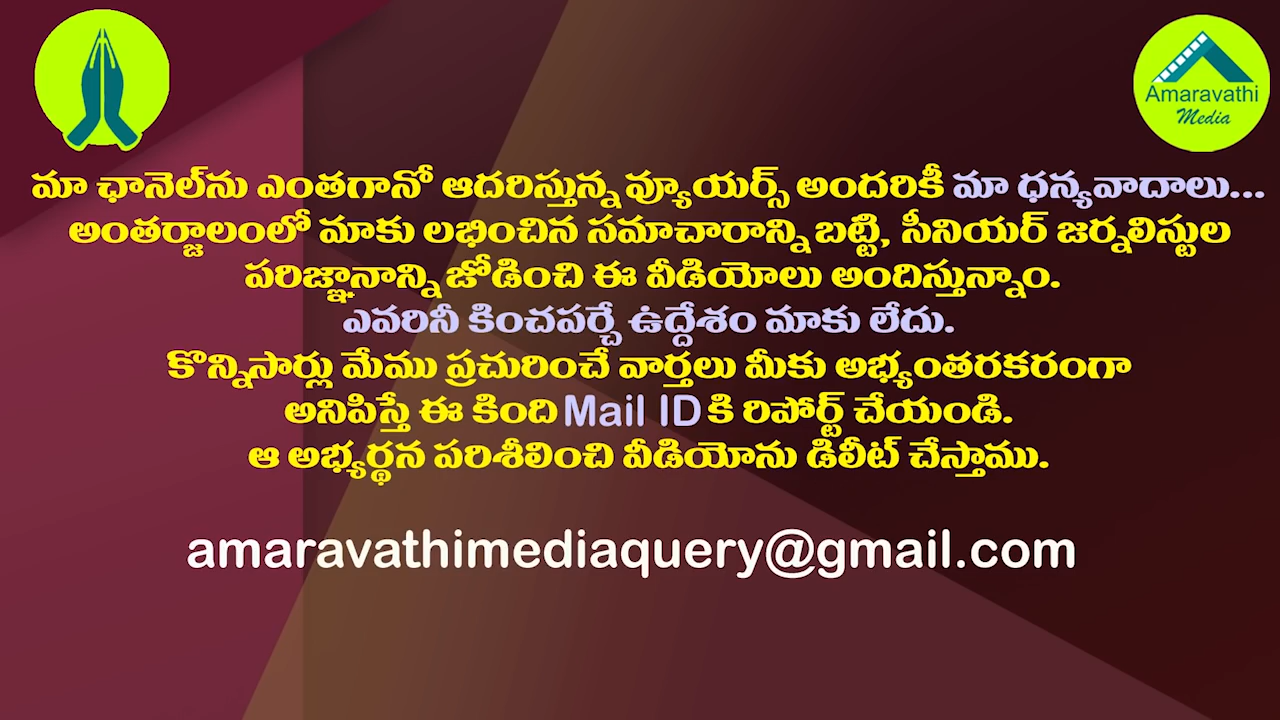 Amaravathi
Media
మా ఛానెల్‌ను ఎంతగానో ఆదరిస్తున్న వ్యూయర్స్ అందరికీ మా ధన్యవాదాలు...
అంతర్జాలంలో మాకు లభించిన సమాచారాన్ని బట్టి, సీనియర్ జర్నలిస్టుల
పరిజ్ఞానాన్ని జోడించి ఈ వీడియోలు అందిస్తున్నాం.
ఎవరినీ కించపర్చే ఉద్దేశం మాకు లేదు.
కొన్నిసార్లు మేము ప్రచురించే వార్తలు మీకు అభ్యంతరకరంగా
అనిపిస్తే ఈ కింది Mail ID కి రిపోర్ట్ చేయండి.
ఆ అభ్యర్థన పరిశీలించి వీడియోను డిలీట్ చేస్తాము.
amaravathimediaquery@gmail.com